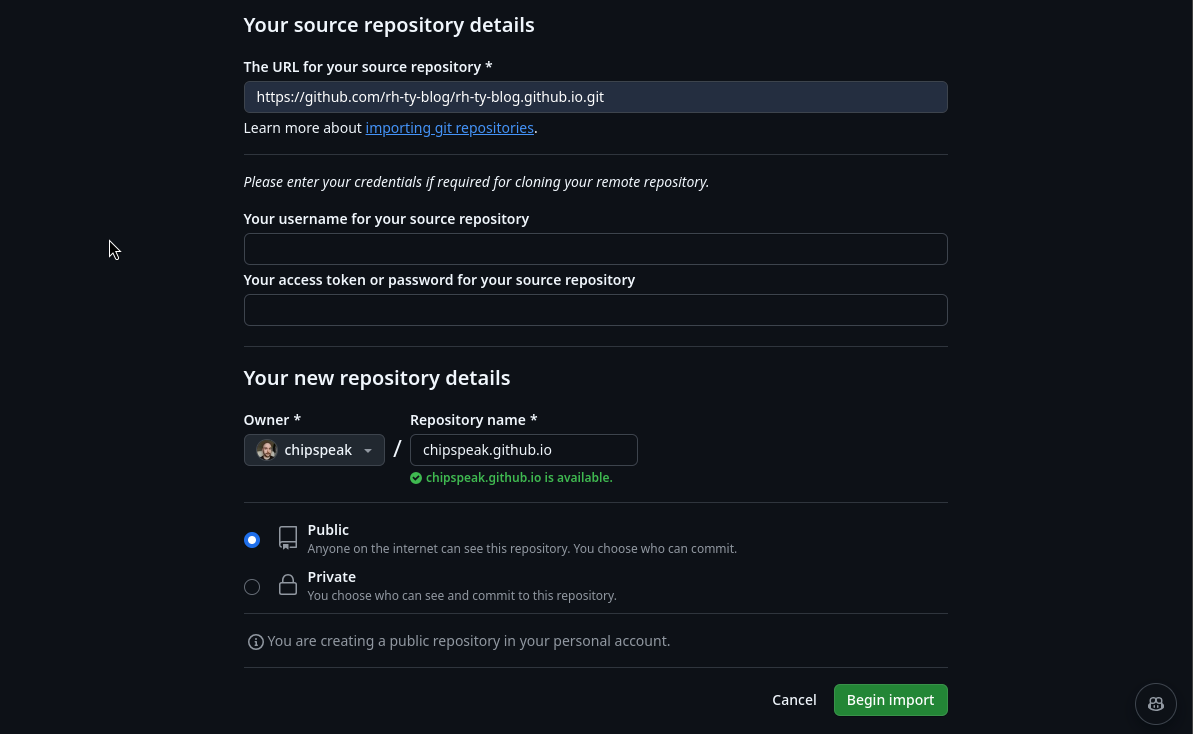 Your source repository details
The URL for your source repository *
https://github.com/rh-ty-blog/rh-ty-blog.github.io.git
Learn more about importing git repositories.
Please enter your credentials if required for cloning your remote repository.
Your username for your source repository
Your access token or password for your source repository
Your new repository details
Owner * Repository name *
chipspeak / chipspeak.github.io
chipspeak.github.io is available.
Public
Anyone on the internet can see this repository. You choose who can commit.
Private
You choose who can see and commit to this repository.
You are creating a public repository in your personal account.
Cancel Begin import